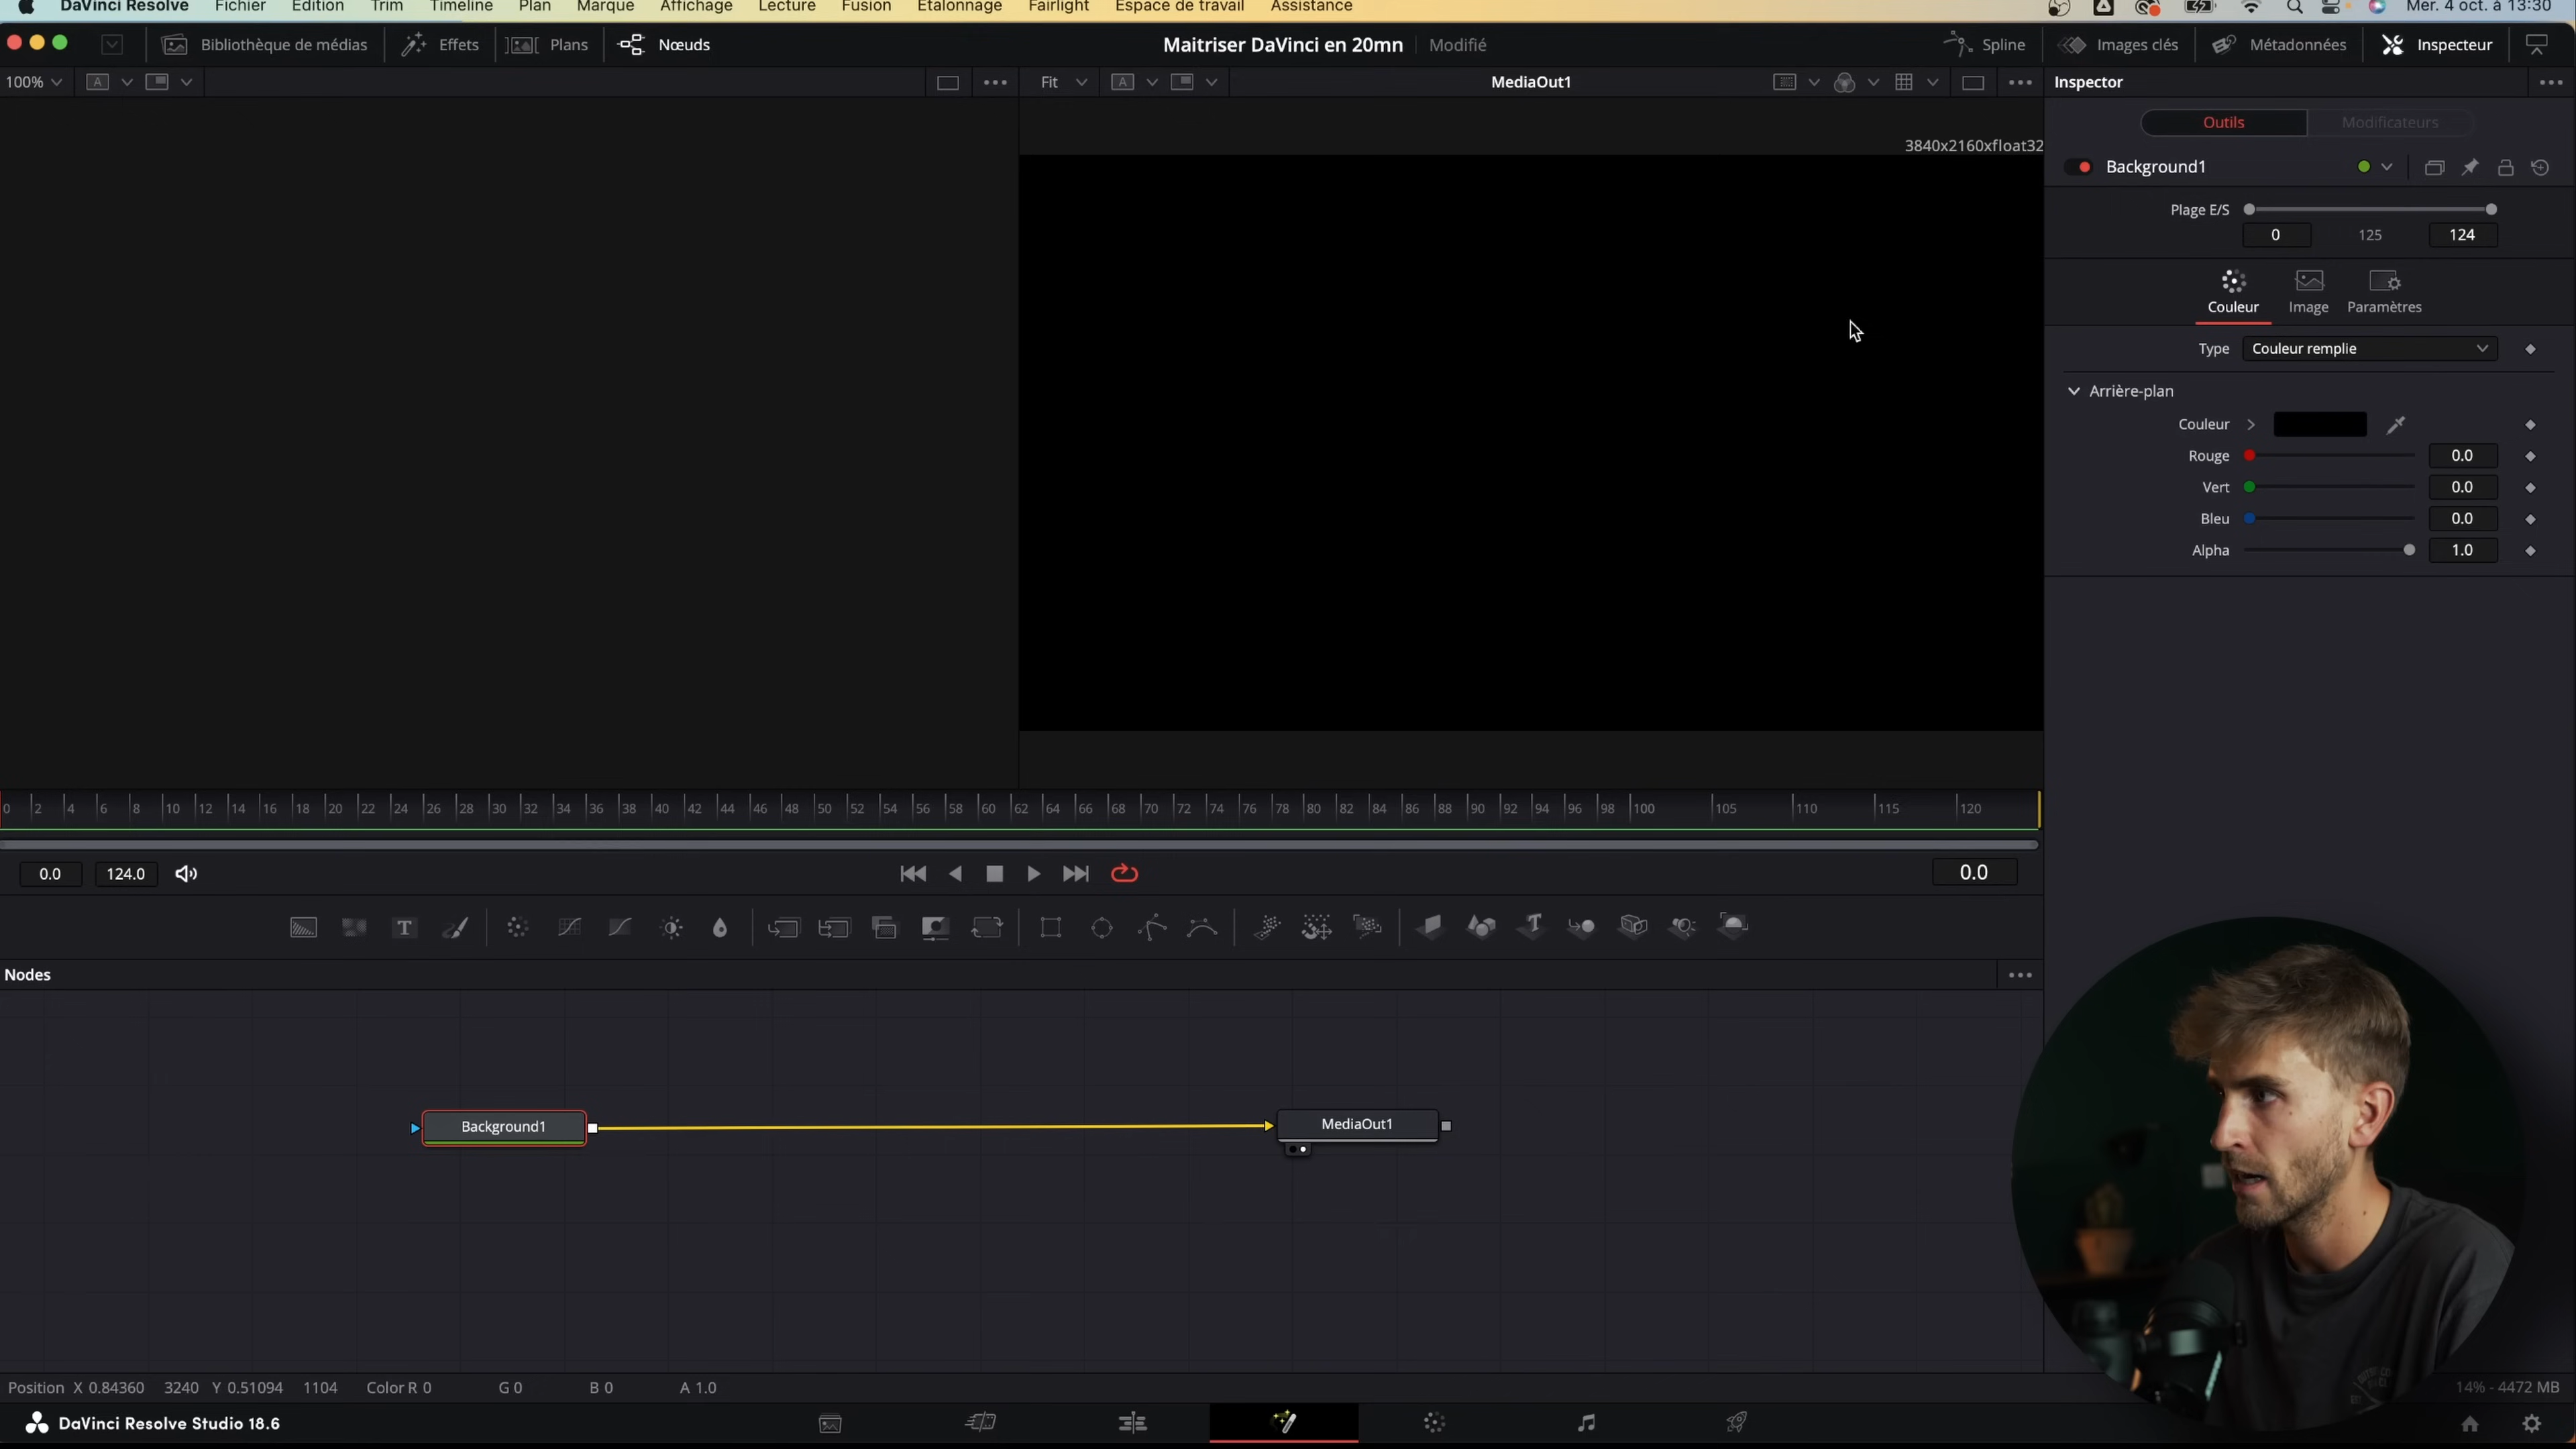 DaVinci Resolve Fichier Edition Trim Timeline Plan Marque Affichage Lecture Fusion Etalonnage Fairlight Espace de travail Assistance Mer. 4 oct. à 13:30
Bibliothèque de médias Effets Plans Nœuds Maitriser DaVinci en 20mn Modifié Spline Images clés Métadonnées Inspecteur
100% A Fit A MediaOut1 Inspector
Outils Modificateurs
3840x2160xfloat32
Background1
Plage E/S
0 125 124
Couleur Image Paramètres
Type Couleur remplie
Arrière-plan
Couleur
Rouge 0.0
Vert 0.0
Bleu 0.0
Alpha 1.0
0 2 4 6 8 10 12 14 16 18 20 22 24 26 28 30 32 34 36 38 40 42 44 46 48 50 52 54 56 58 60 62 64 66 68 70 72 74 76 78 80 82 84 86 88 90 92 94 96 98 100 105 110 115 120
0.0 124.0 0.0
T T
Nodes
Background1 MediaOut1
Position X 0.84360 3240 Y 0.51094 1104 Color R 0 G 0 B 0 A 1.0 14% - 4472 MB
DaVinci Resolve Studio 18.6